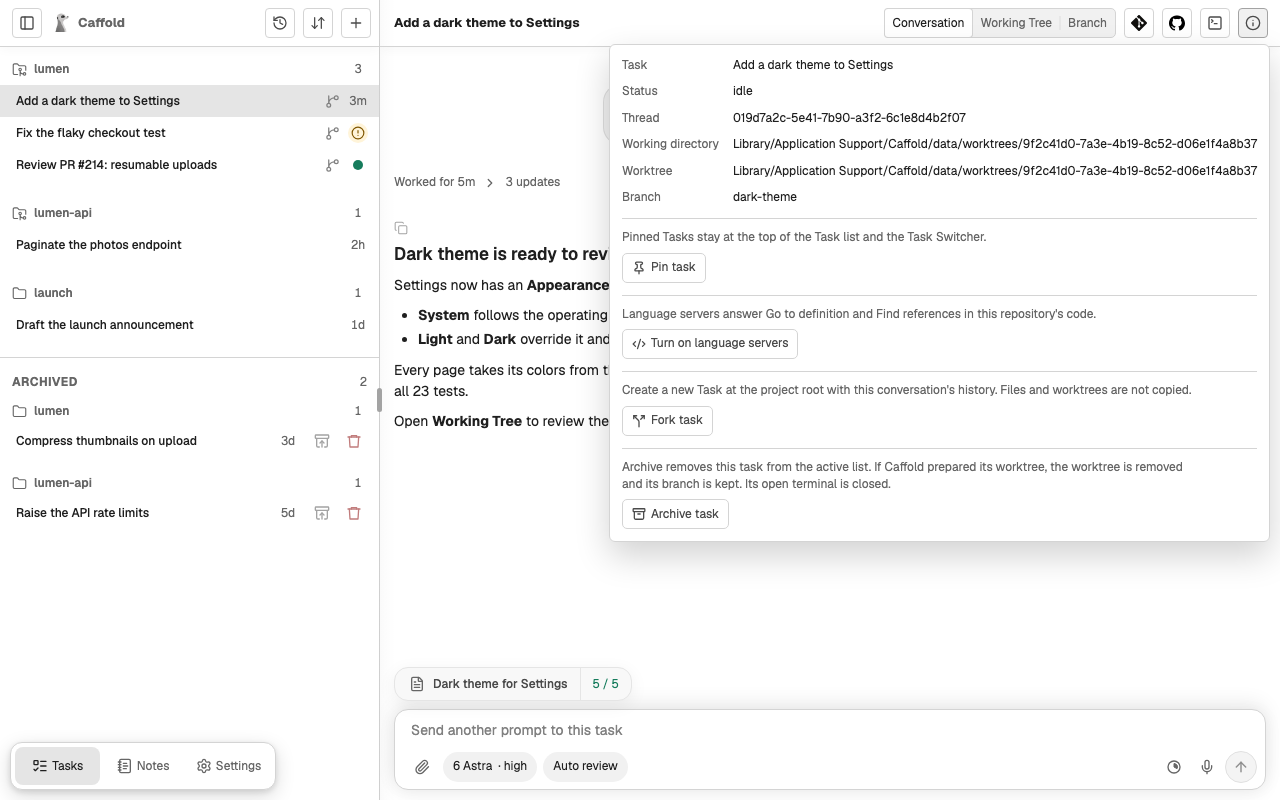 Caffold
lumen 3
Add a dark theme to Settings 3m
Fix the flaky checkout test
Review PR #214: resumable uploads
lumen-api 1
Paginate the photos endpoint 2h
launch 1
Draft the launch announcement 1d
ARCHIVED 2
lumen 1
Compress thumbnails on upload 3d
lumen-api 1
Raise the API rate limits 5d
Tasks Notes Settings
Add a dark theme to Settings
Conversation Working Tree Branch
Worked for 5m 3 updates
Dark theme is ready to rev
Settings now has an Appearance
• System follows the operating
• Light and Dark override it and
Every page takes its colors from t
all 23 tests.
Open Working Tree to review the
Task Add a dark theme to Settings
Status idle
Thread 019d7a2c-5e41-7b90-a3f2-6c1e8d4b2f07
Working directory Library/Application Support/Caffold/data/worktrees/9f2c41d0-7a3e-4b19-8c52-d06e1f4a8b37
Worktree Library/Application Support/Caffold/data/worktrees/9f2c41d0-7a3e-4b19-8c52-d06e1f4a8b37
Branch dark-theme
Pinned Tasks stay at the top of the Task list and the Task Switcher.
Pin task
Language servers answer Go to definition and Find references in this repository's code.
Turn on language servers
Create a new Task at the project root with this conversation's history. Files and worktrees are not copied.
Fork task
Archive removes this task from the active list. If Caffold prepared its worktree, the worktree is removed
and its branch is kept. Its open terminal is closed.
Archive task
Dark theme for Settings 5 / 5
Send another prompt to this task
6 Astra · high Auto review